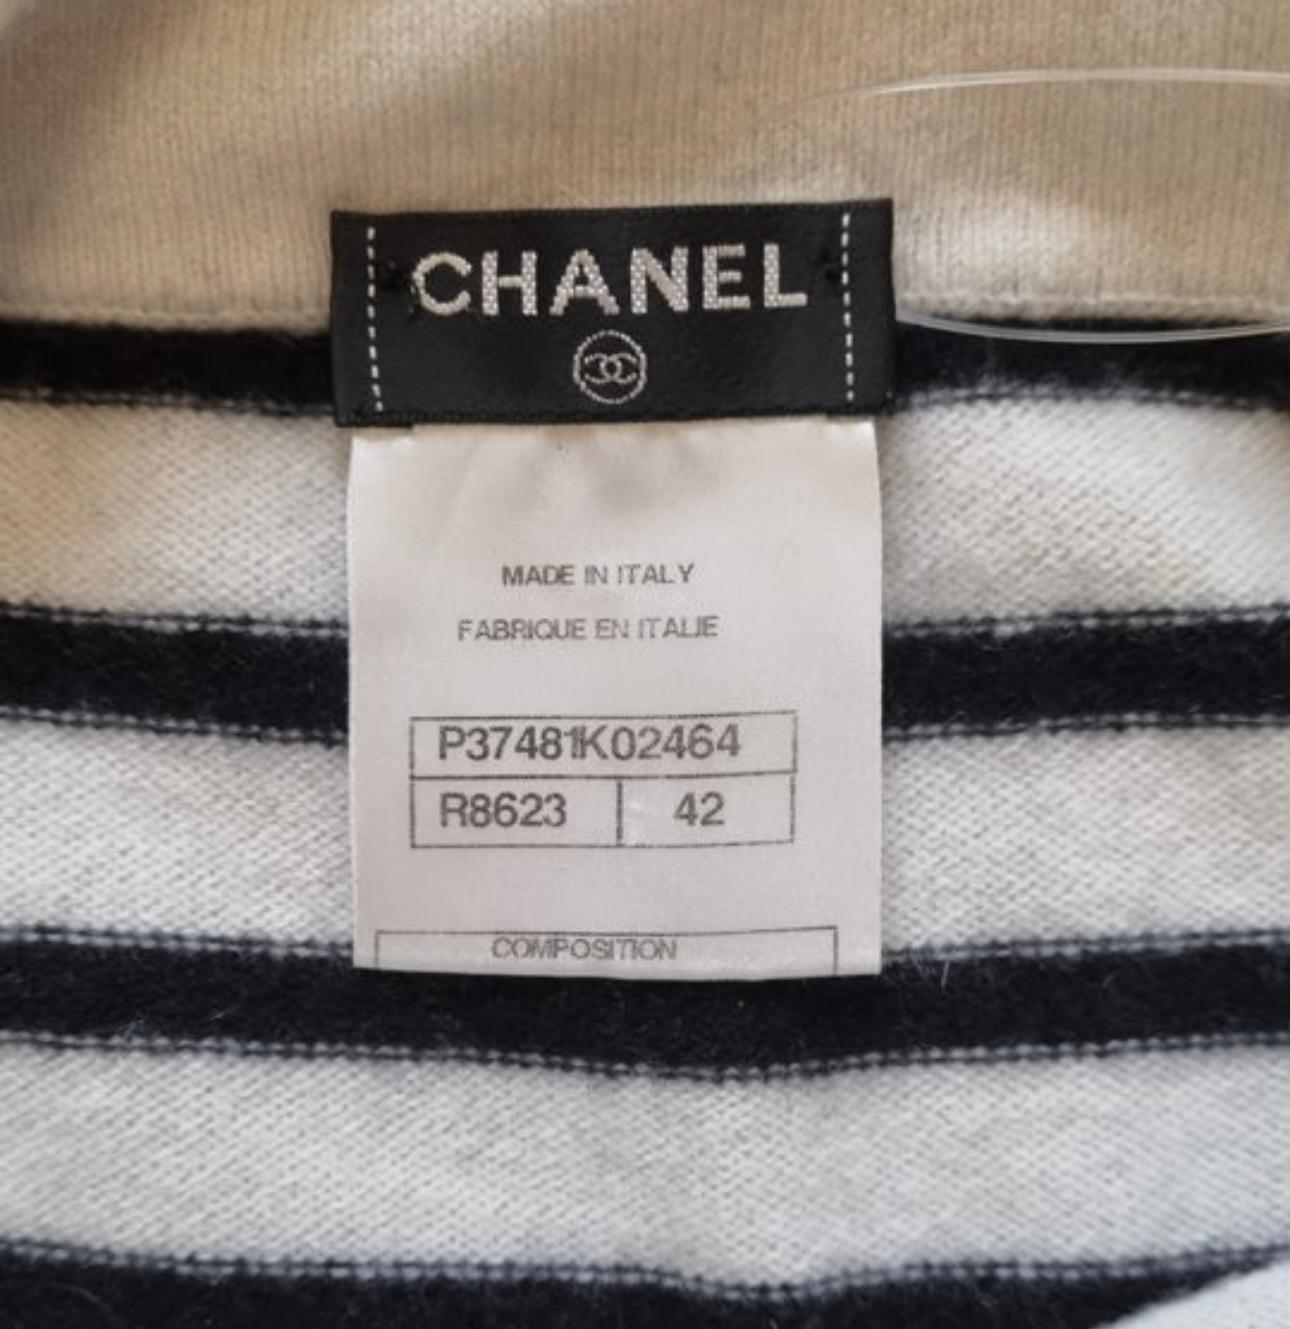 CHANEL
MADE IN ITALY
FABRIQUE EN ITALIE
P37481K02464
R8623 42
COMPOSITION